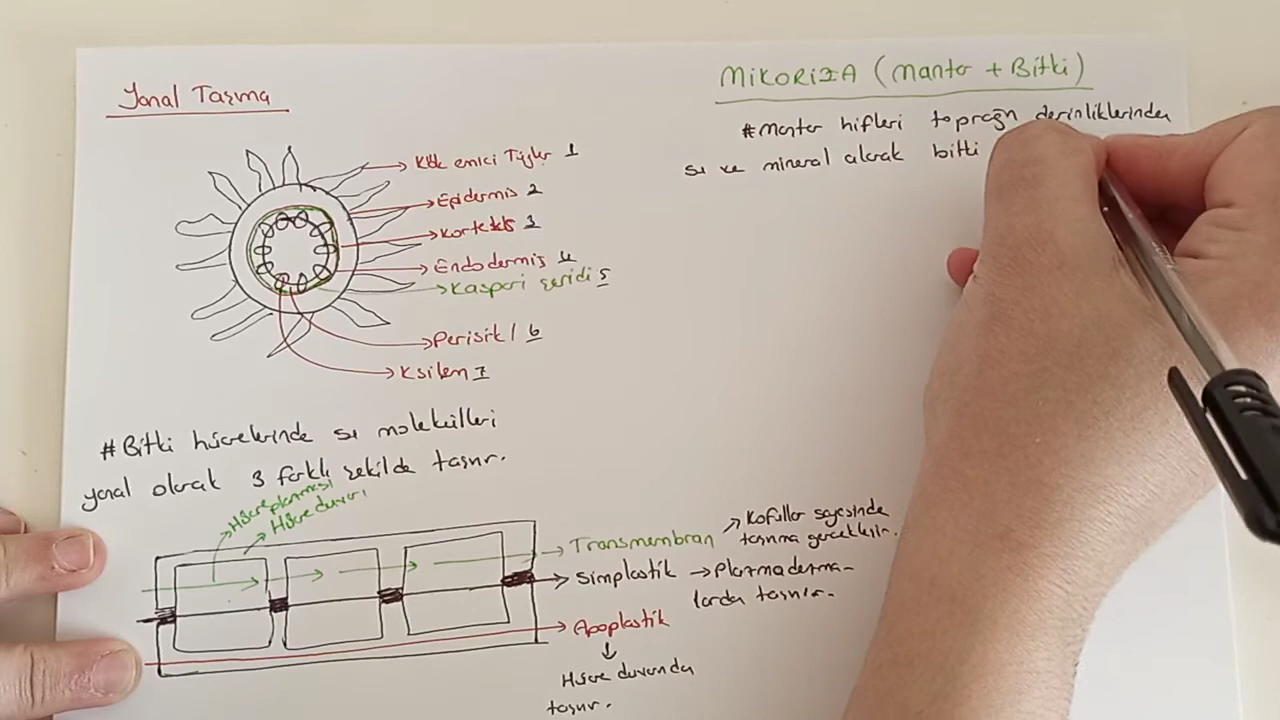 Yanal Taşıma
Kök emici Tüyler 1
Epidermis 2
Korteks 3
Endodermis 4
Kaspari şeridi 5
Perisikl 6
Ksilem 7
#Bitki hücrelerinde su molekülleri
yanal olarak 3 farklı şekilde taşınır.
Hücre plazması
Hücre duvarı
Transmembran → Kofullar sayesinde
taşınma gerçekleşir.
Simplastik → Plazmodezma-
larda taşınır.
Apoplastik
↓
Hücre duvarında
taşınır.
MİKORİZA (Mantar + Bitki)
#Mantar hifleri toprağın derinliklerinden
su ve mineral alarak bitki